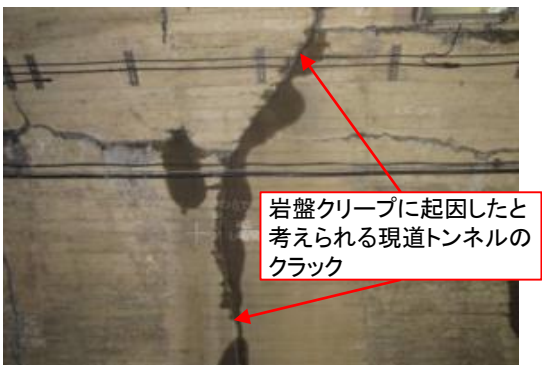 岩盤クリープに起因したと
考えられる現道トンネルの
クラック